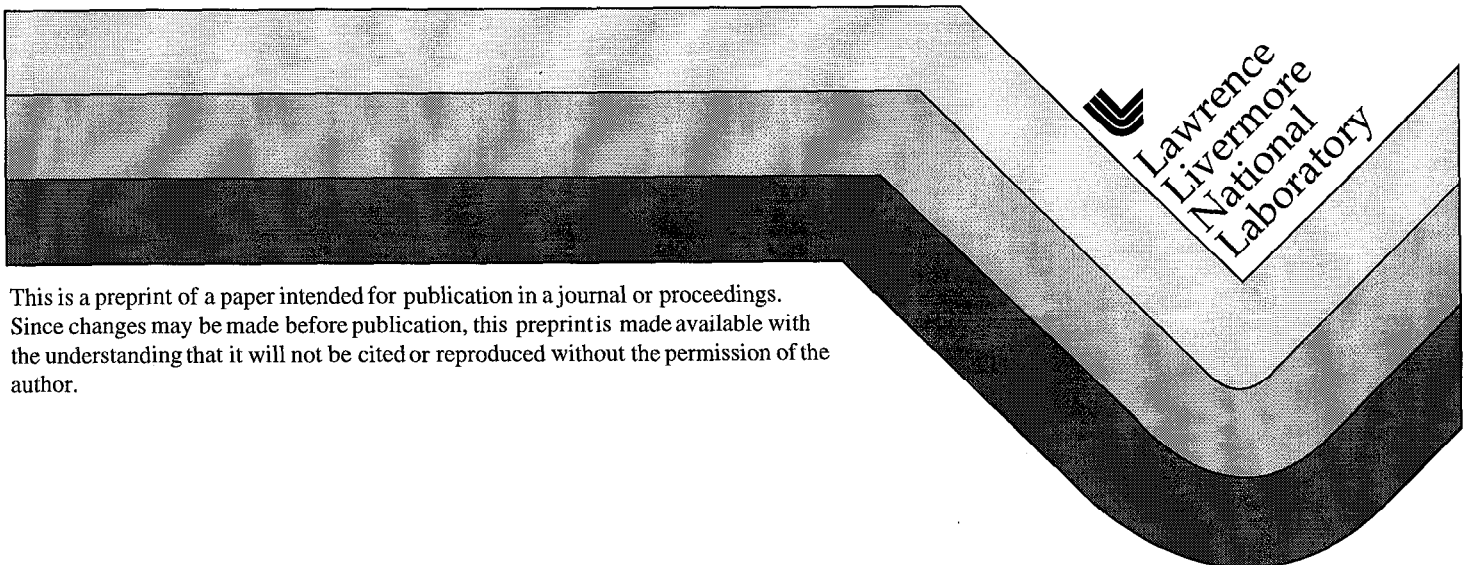 Lawrence
Livermore
National
Laboratory
This is a preprint of a paper intended for publication in a journal or proceedings.
Since changes may be made before publication, this preprint is made available with
the understanding that it will not be cited or reproduced without the permission of the
author.